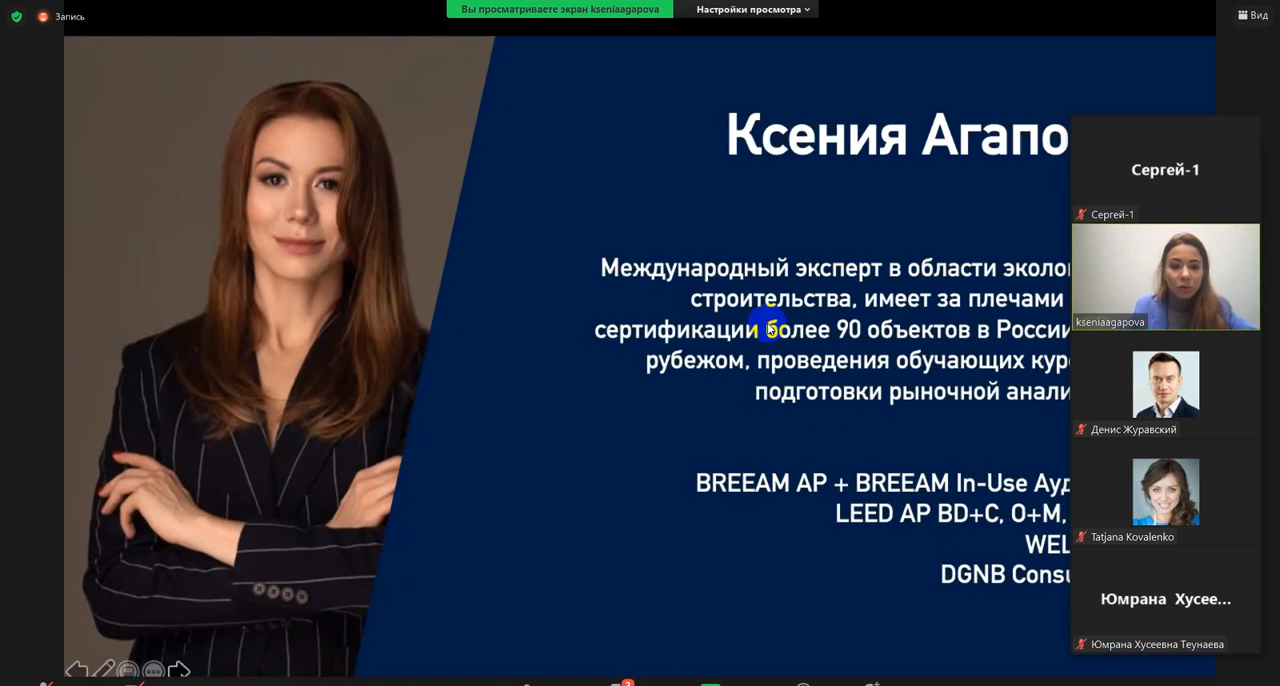 Запись
Вы просматриваете экран kseniaagapova
Настройки просмотра
Вид
Ксения Агапо
Международный эксперт в области эколо
строительства, имеет за плечами
сертификации более 90 объектов в России
рубежом, проведения обучающих кур
подготовки рыночной анали
BREEAM AP + BREEAM In-Use Ауд
LEED AP BD+C, O+M,
WEL
DGNB Consu
Сергей-1
Сергей-1
kseniaagapova
Денис Журавский
Tatjana Kovalenko
Юмрана Хусее...
Юмрана Хусеевна Теунаева